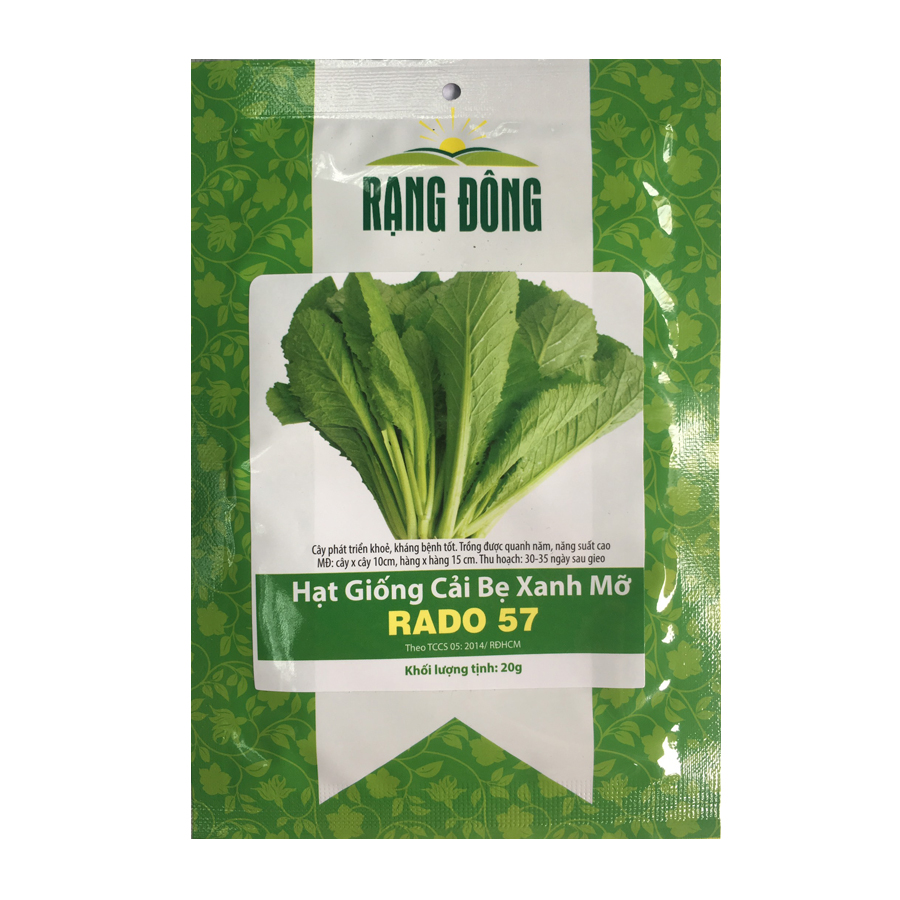 RẠNG ĐÔNG
Cây phát triển khoẻ, kháng bệnh tốt. Trồng được quanh năm, năng suất cao
MĐ: cây x cây 10cm, hàng x hàng 15 cm. Thu hoạch: 30-35 ngày sau gieo
Hạt Giống Cải Bẹ Xanh Mỡ
RADO 57
Theo TCCS 05: 2014/ RĐHCM
Khối lượng tịnh: 20g